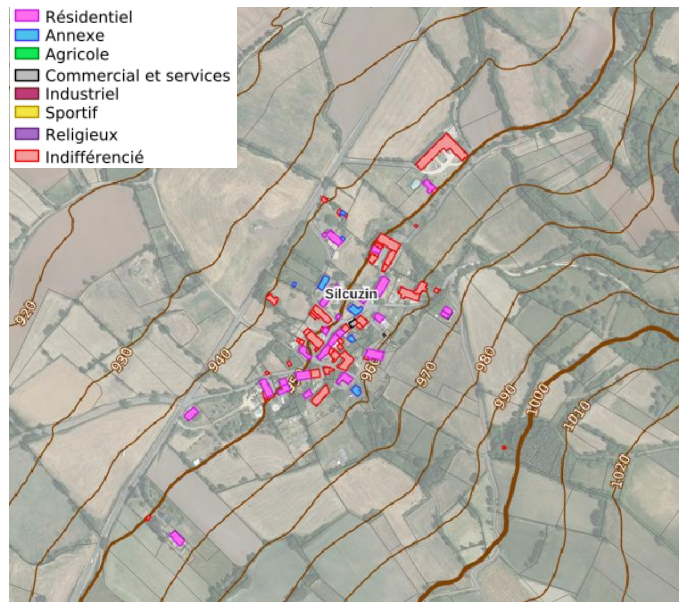 Résidentiel
Annexe
Agricole
Commercial et services
Industriel
Sportif
Religieux
Indifférencié
Silcuzin
920
930
940
960
970
980
990
1000
1010
1020